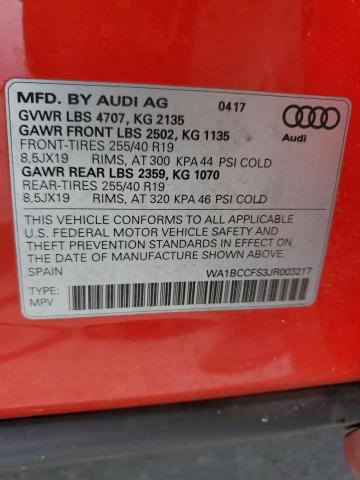 MFD. BY AUDI AG 0417
GVWR LBS 4707, KG 2135
GAWR FRONT LBS 2502, KG 1135
FRONT-TIRES 255/40 R19
8,5JX19 RIMS, AT 300 KPA 44 PSI COLD
GAWR REAR LBS 2359, KG 1070
REAR-TIRES 255/40 R19
8,5JX19 RIMS, AT 320 KPA 46 PSI COLD
Audi
THIS VEHICLE CONFORMS TO ALL APPLICABLE
U.S. FEDERAL MOTOR VEHICLE SAFETY AND
THEFT PREVENTION STANDARDS IN EFFECT ON
THE DATE OF MANUFACTURE SHOWN ABOVE.
SPAIN WA1BCCFS3JR003217
TYPE:
MPV